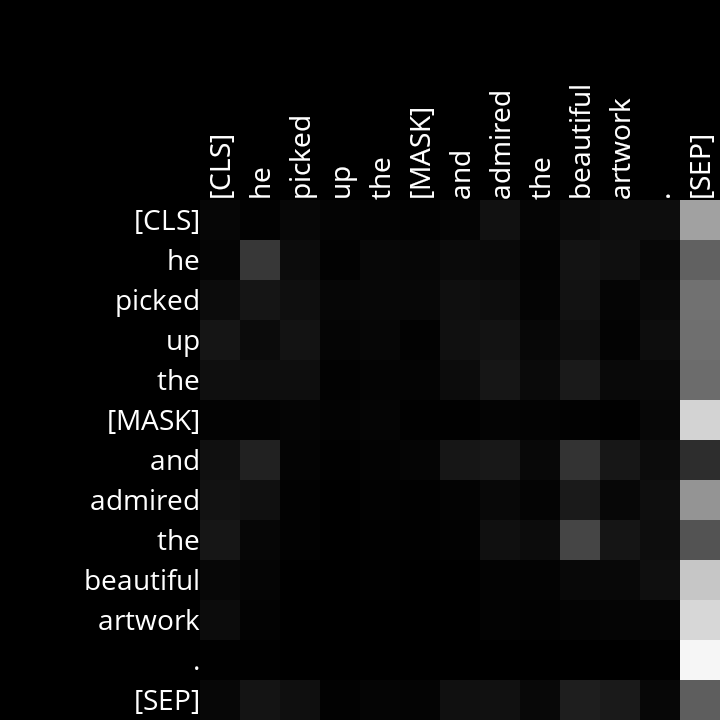 [CLS] he picked up the [MASK] and admired the beautiful artwork . [SEP]
[CLS]
he
picked
up
the
[MASK]
and
admired
the
beautiful
artwork
.
[SEP]